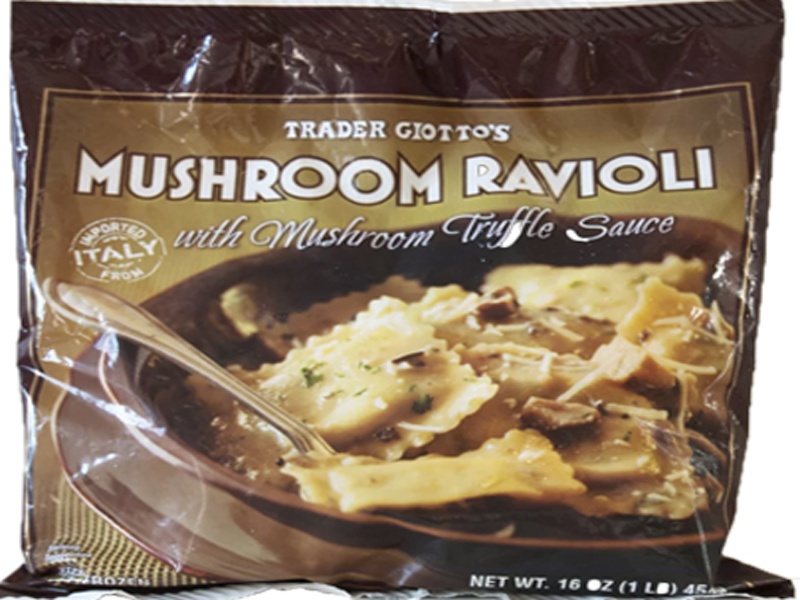 TRADER GIOTTO'S
MUSHROOM RAVIOLI
with Mushroom Truffle Sauce
IMPORTED
ITALY
FROM
NET WT. 16 OZ (1 LB)